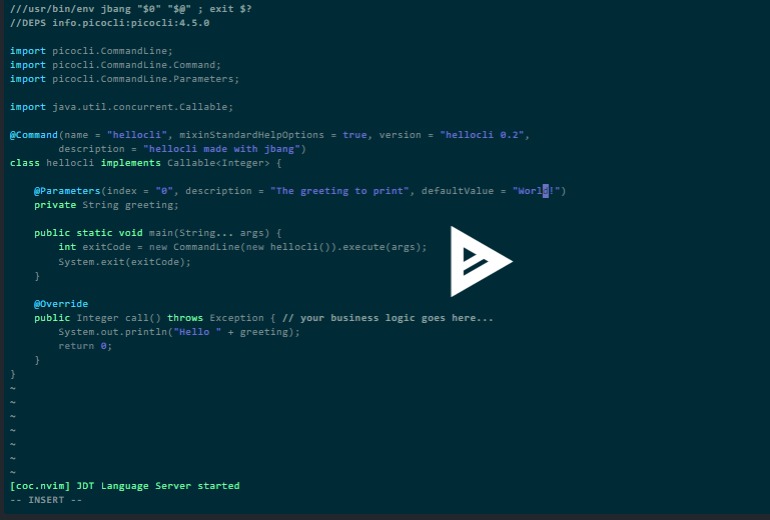 ///usr/bin/env jbang "$0" "$@" ; exit $?
//DEPS info.picocli:picocli:4.5.0
import picocli.CommandLine;
import picocli.CommandLine.Command;
import picocli.CommandLine.Parameters;
import java.util.concurrent.Callable;
@Command(name = "hellocli", mixinStandardHelpOptions = true, version = "hellocli 0.2",
        description = "hellocli made with jbang")
class hellocli implements Callable<Integer> {
    @Parameters(index = "0", description = "The greeting to print", defaultValue = "World!")
    private String greeting;
    public static void main(String... args) {
        int exitCode = new CommandLine(new hellocli()).execute(args);
        System.exit(exitCode);
    }
    @Override
    public Integer call() throws Exception { // your business logic goes here...
        System.out.println("Hello " + greeting);
        return 0;
    }
}
~
~
~
~
~
~
~
[coc.nvim] JDT Language Server started
-- INSERT --